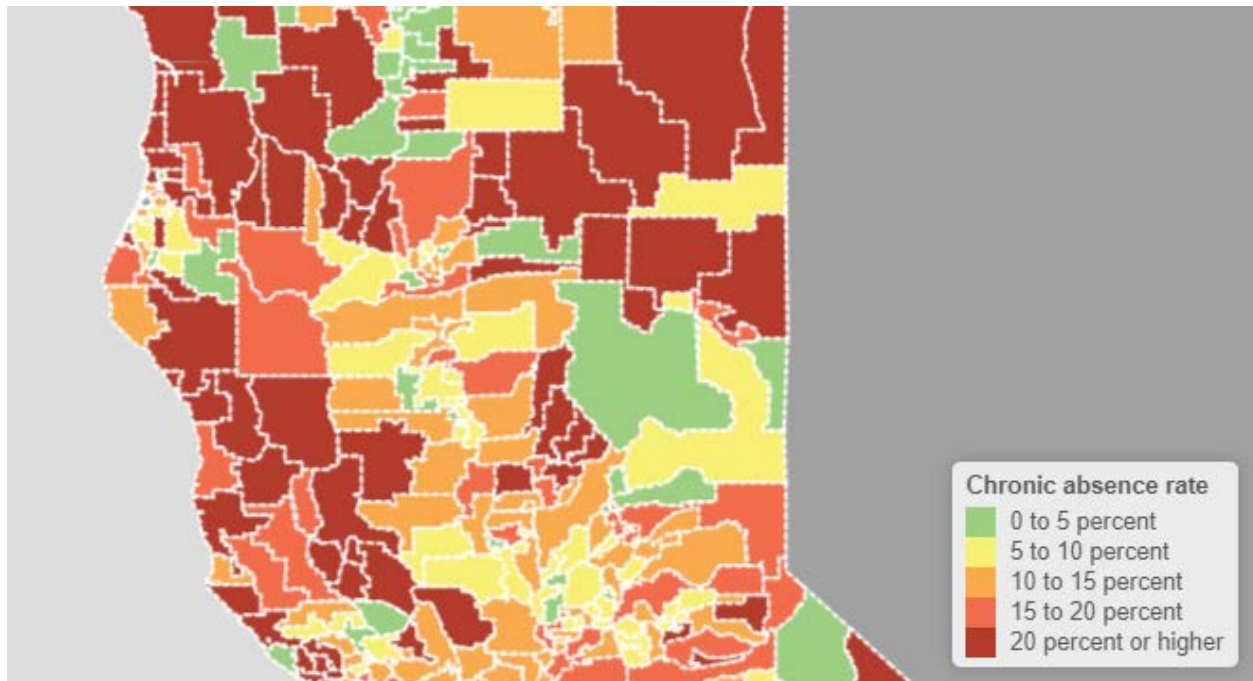 Chronic absence rate
0 to 5 percent
5 to 10 percent
10 to 15 percent
15 to 20 percent
20 percent or higher